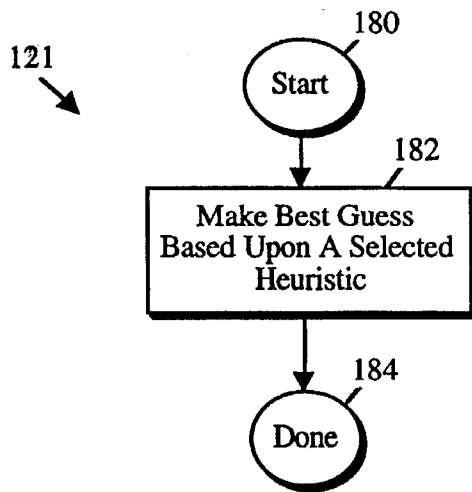 180
121
Start
182
Make Best Guess
Based Upon A Selected
Heuristic
184
Done